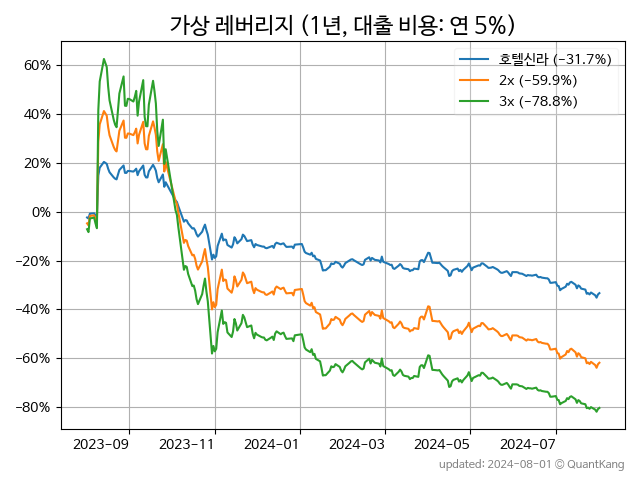 가상 레버리지 (1년, 대출 비용: 연 5%)
호텔신라 (-31.7%)
2x (-59.9%)
3x (-78.8%)
60%
40%
20%
0%
-20%
-40%
-60%
-80%
2023-09
2023-11
2024-01
2024-03
2024-05
2024-07
updated: 2024-08-01 © QuantKang